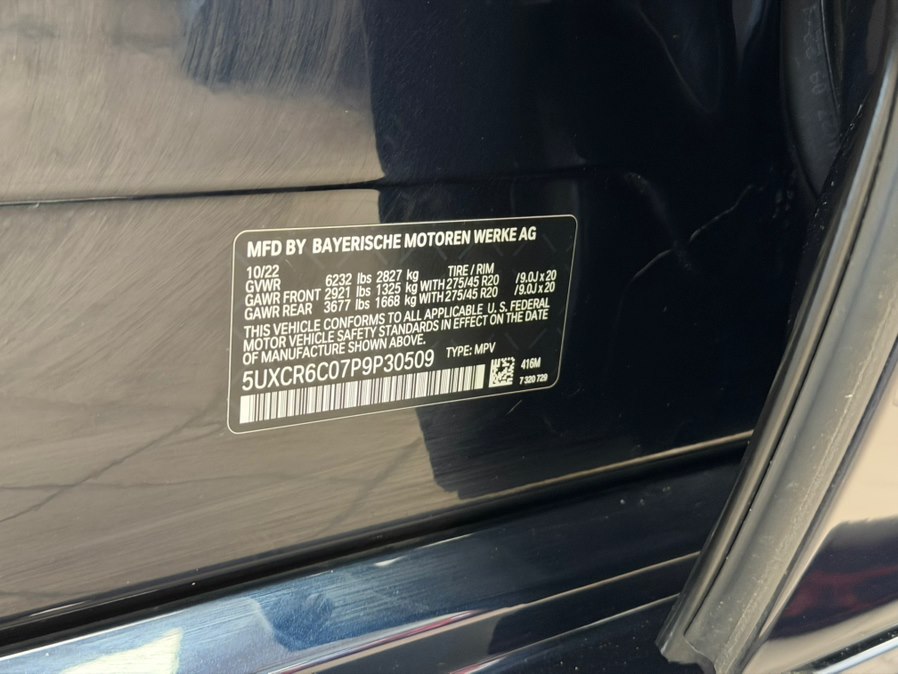 MFD BY BAYERISCHE MOTOREN WERKE AG
10/22 TIRE / RIM
GVWR 6232 lbs 2827 kg
GAWR FRONT 2921 lbs 1325 kg WITH 275/45 R20 /9.0J x 20
GAWR REAR 3677 lbs 1668 kg WITH 275/45 R20 /9.0J x 20
THIS VEHICLE CONFORMS TO ALL APPLICABLE U.S. FEDERAL
MOTOR VEHICLE SAFETY STANDARDS IN EFFECT ON THE DATE
OF MANUFACTURE SHOWN ABOVE.
5UXCR6C07P9P30509 TYPE: MPV
416M
7 320 729